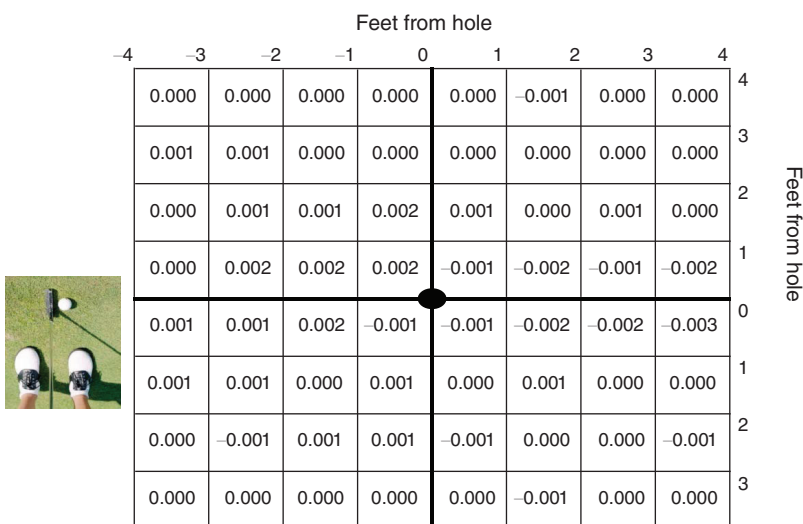 Feet from hole
–4 –3 –2 –1 0 1 2 3 4
4
0.000 0.000 0.000 0.000 0.000 –0.001 0.000 0.000
3
0.001 0.001 0.000 0.000 0.000 0.000 0.000 0.000
2
0.000 0.001 0.001 0.002 0.001 0.000 0.001 0.000
1
0.000 0.002 0.002 0.002 –0.001 –0.002 –0.001 –0.002
0
0.001 0.001 0.002 –0.001 –0.001 –0.002 –0.002 –0.003
1
0.001 0.001 0.000 0.001 0.000 0.001 0.000 0.000
2
0.000 –0.001 0.001 0.001 –0.001 0.000 0.000 –0.001
3
0.000 0.000 0.000 0.000 0.000 –0.001 0.000 0.000
Feet from hole